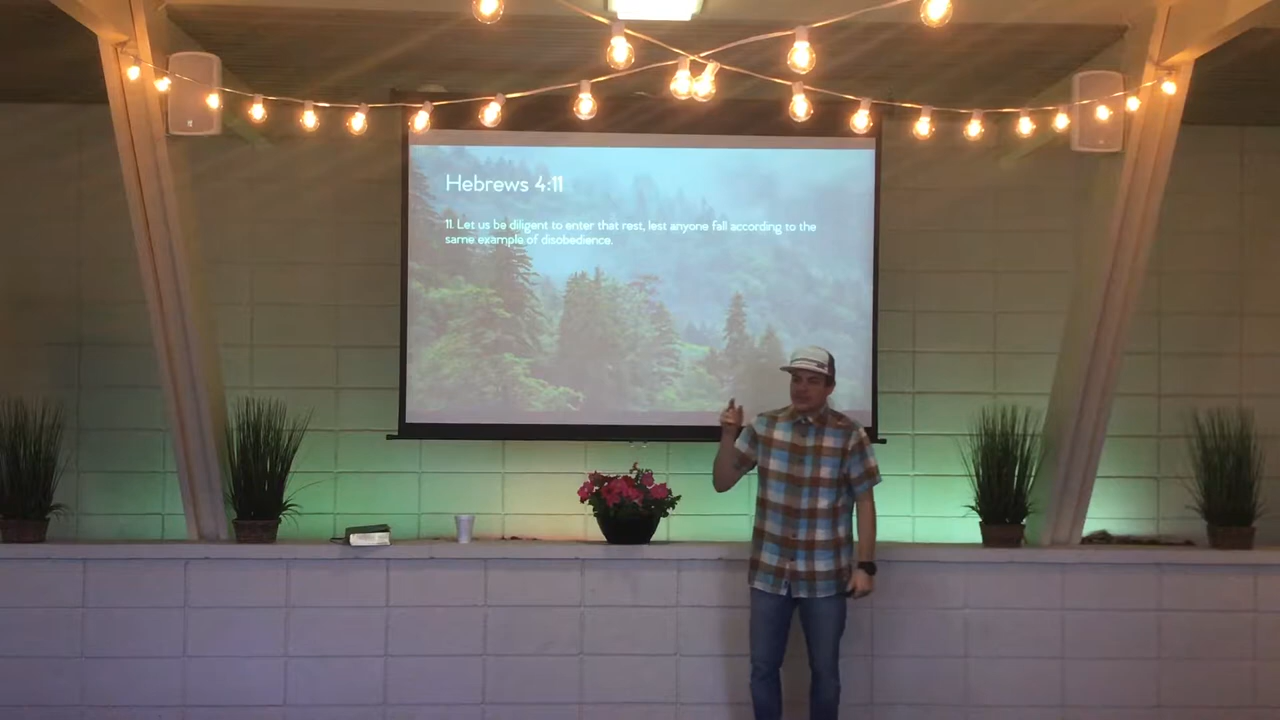 Hebrews 4:11
11. Let us be diligent to enter that rest, lest anyone fall according to the
same example of disobedience.